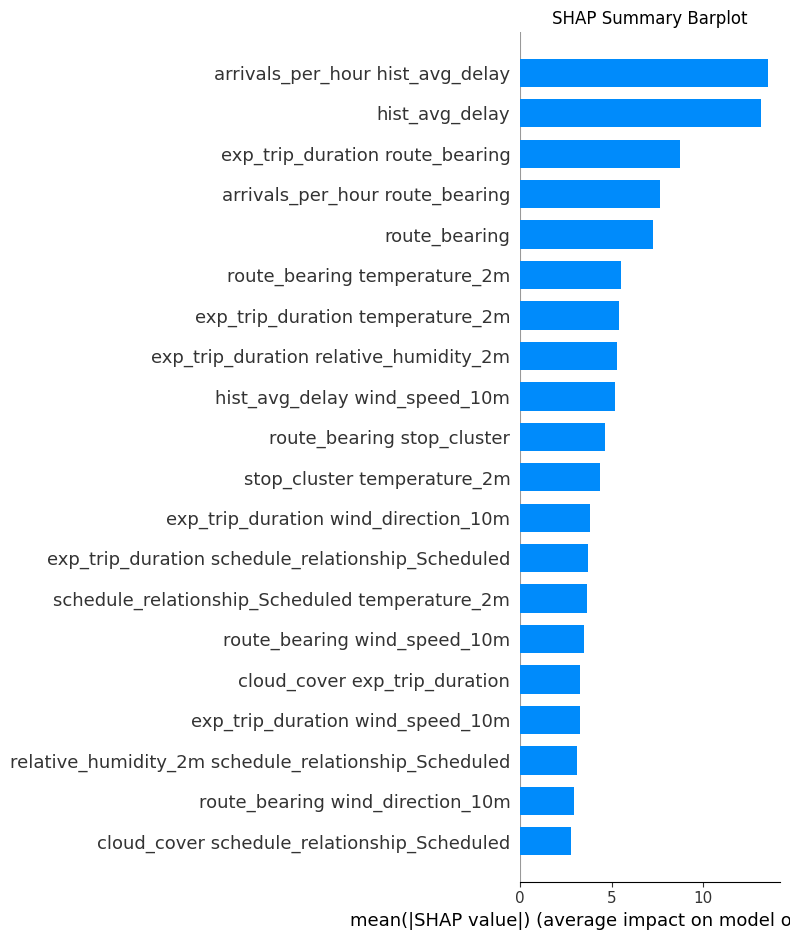 SHAP Summary Barplot
arrivals_per_hour hist_avg_delay
hist_avg_delay
exp_trip_duration route_bearing
arrivals_per_hour route_bearing
route_bearing
route_bearing temperature_2m
exp_trip_duration temperature_2m
exp_trip_duration relative_humidity_2m
hist_avg_delay wind_speed_10m
route_bearing stop_cluster
stop_cluster temperature_2m
exp_trip_duration wind_direction_10m
exp_trip_duration schedule_relationship_Scheduled
schedule_relationship_Scheduled temperature_2m
route_bearing wind_speed_10m
cloud_cover exp_trip_duration
exp_trip_duration wind_speed_10m
relative_humidity_2m schedule_relationship_Scheduled
route_bearing wind_direction_10m
cloud_cover schedule_relationship_Scheduled
0 5 10
mean(|SHAP value|) (average impact on model o